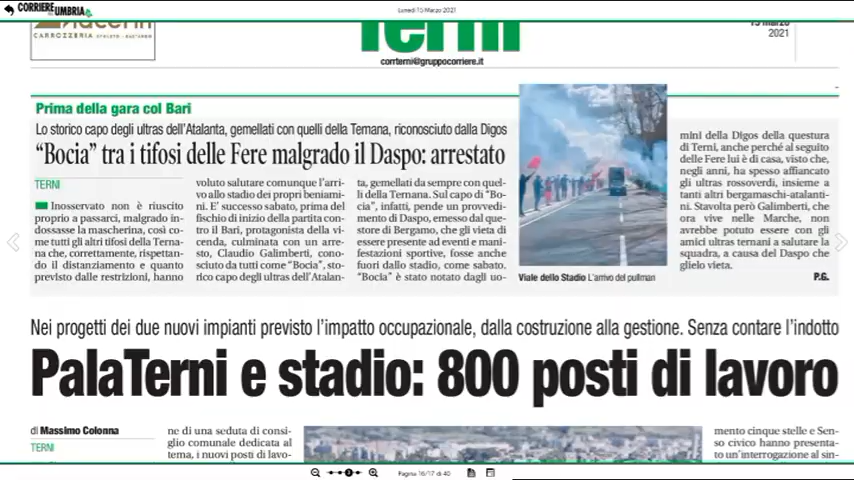 CORRIERE
UMBRIA
Lunedì 15 Marzo 2021
CARROZZERIA
Terni
15 marzo
2021
corrterni@gruppocorriere.it
Prima della gara col Bari
Lo storico capo degli ultras dell'Atalanta, gemellati con quelli della Ternana, riconosciuto dalla Digos
“Bocia” tra i tifosi delle Fere malgrado il Daspo: arrestato
TERNI
Inosservato non è riuscito
proprio a passarci, malgrado in-
dossasse la mascherina, così co-
me tutti gli altri tifosi della Terna-
na che, correttamente, rispettan-
do il distanziamento e quanto
previsto dalle restrizioni, hanno
voluto salutare comunque l'arri-
vo allo stadio dei propri beniami-
ni. E' successo sabato, prima del
fischio di inizio della partita con-
tro il Bari, protagonista della vi-
cenda, culminata con un arre-
sto, Claudio Galimberti, cono-
sciuto da tutti come “Bocia”, sto-
rico capo degli ultras dell'Atalan-
ta, gemellati da sempre con quel-
li della Ternana. Sul capo di “Bo-
cia”, infatti, pende un provvedi-
mento di Daspo, emesso dal que-
store di Bergamo, che gli vieta di
essere presente ad eventi e mani-
festazioni sportive, fosse anche
fuori dallo stadio, come sabato.
“Bocia” è stato notato dagli uo-
mini della Digos della questura
di Terni, anche perché al seguito
delle Fere lui è di casa, visto che,
negli anni, ha spesso affiancato
gli ultras rossoverdi, insieme a
tanti altri bergamaschi-atalanti-
ni. Stavolta però Galimberti, che
ora vive nelle Marche, non
avrebbe potuto essere con gli
amici ultras ternani a salutare la
squadra, a causa del Daspo che
glielo vieta.
P.G.
Viale dello Stadio L'arrivo del pullman
Nei progetti dei due nuovi impianti previsto l'impatto occupazionale, dalla costruzione alla gestione. Senza contare l'indotto
PalaTerni e stadio: 800 posti di lavoro
di Massimo Colonna
TERNI
ne di una seduta di consi-
glio comunale dedicata al
tema, i nuovi posti di lavo-
mento cinque stelle e Sen-
so civico hanno presenta-
to un'interrogazione al sin-
Pagina 16/17 di 40